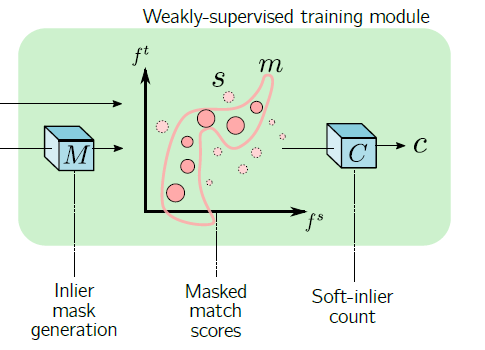 Weakly-supervised training module
f^t
s
m
M
C
c
f^s
Inlier
mask
generation
Masked
match
scores
Soft-inlier
count